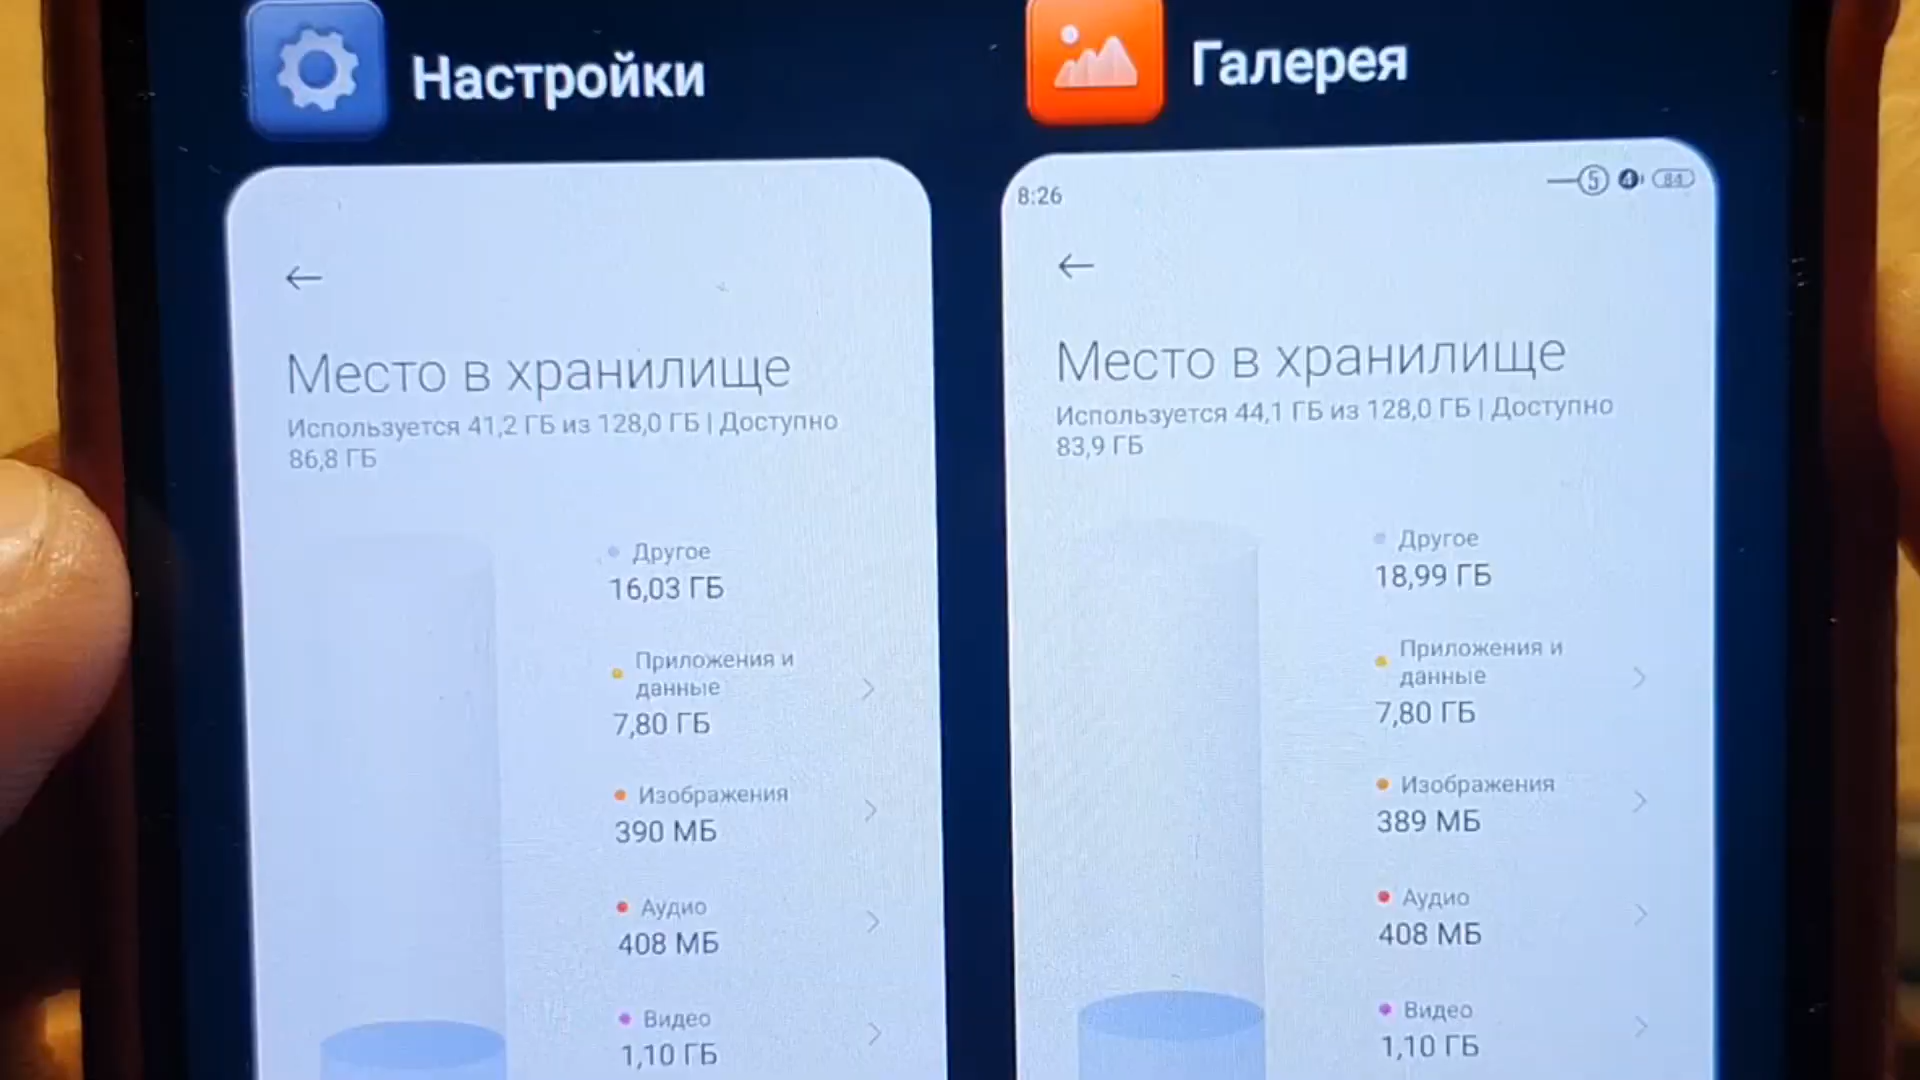 Настройки
Место в хранилище
Используется 41,2 ГБ из 128,0 ГБ | Доступно
86,8 ГБ
Другое
16,03 ГБ
Приложения и
данные
7,80 ГБ
Изображения
390 МБ
Аудио
408 МБ
Видео
1,10 ГБ
Галерея
8:26
5
4
84
Место в хранилище
Используется 44,1 ГБ из 128,0 ГБ | Доступно
83,9 ГБ
Другое
18,99 ГБ
Приложения и
данные
7,80 ГБ
Изображения
389 МБ
Аудио
408 МБ
Видео
1,10 ГБ